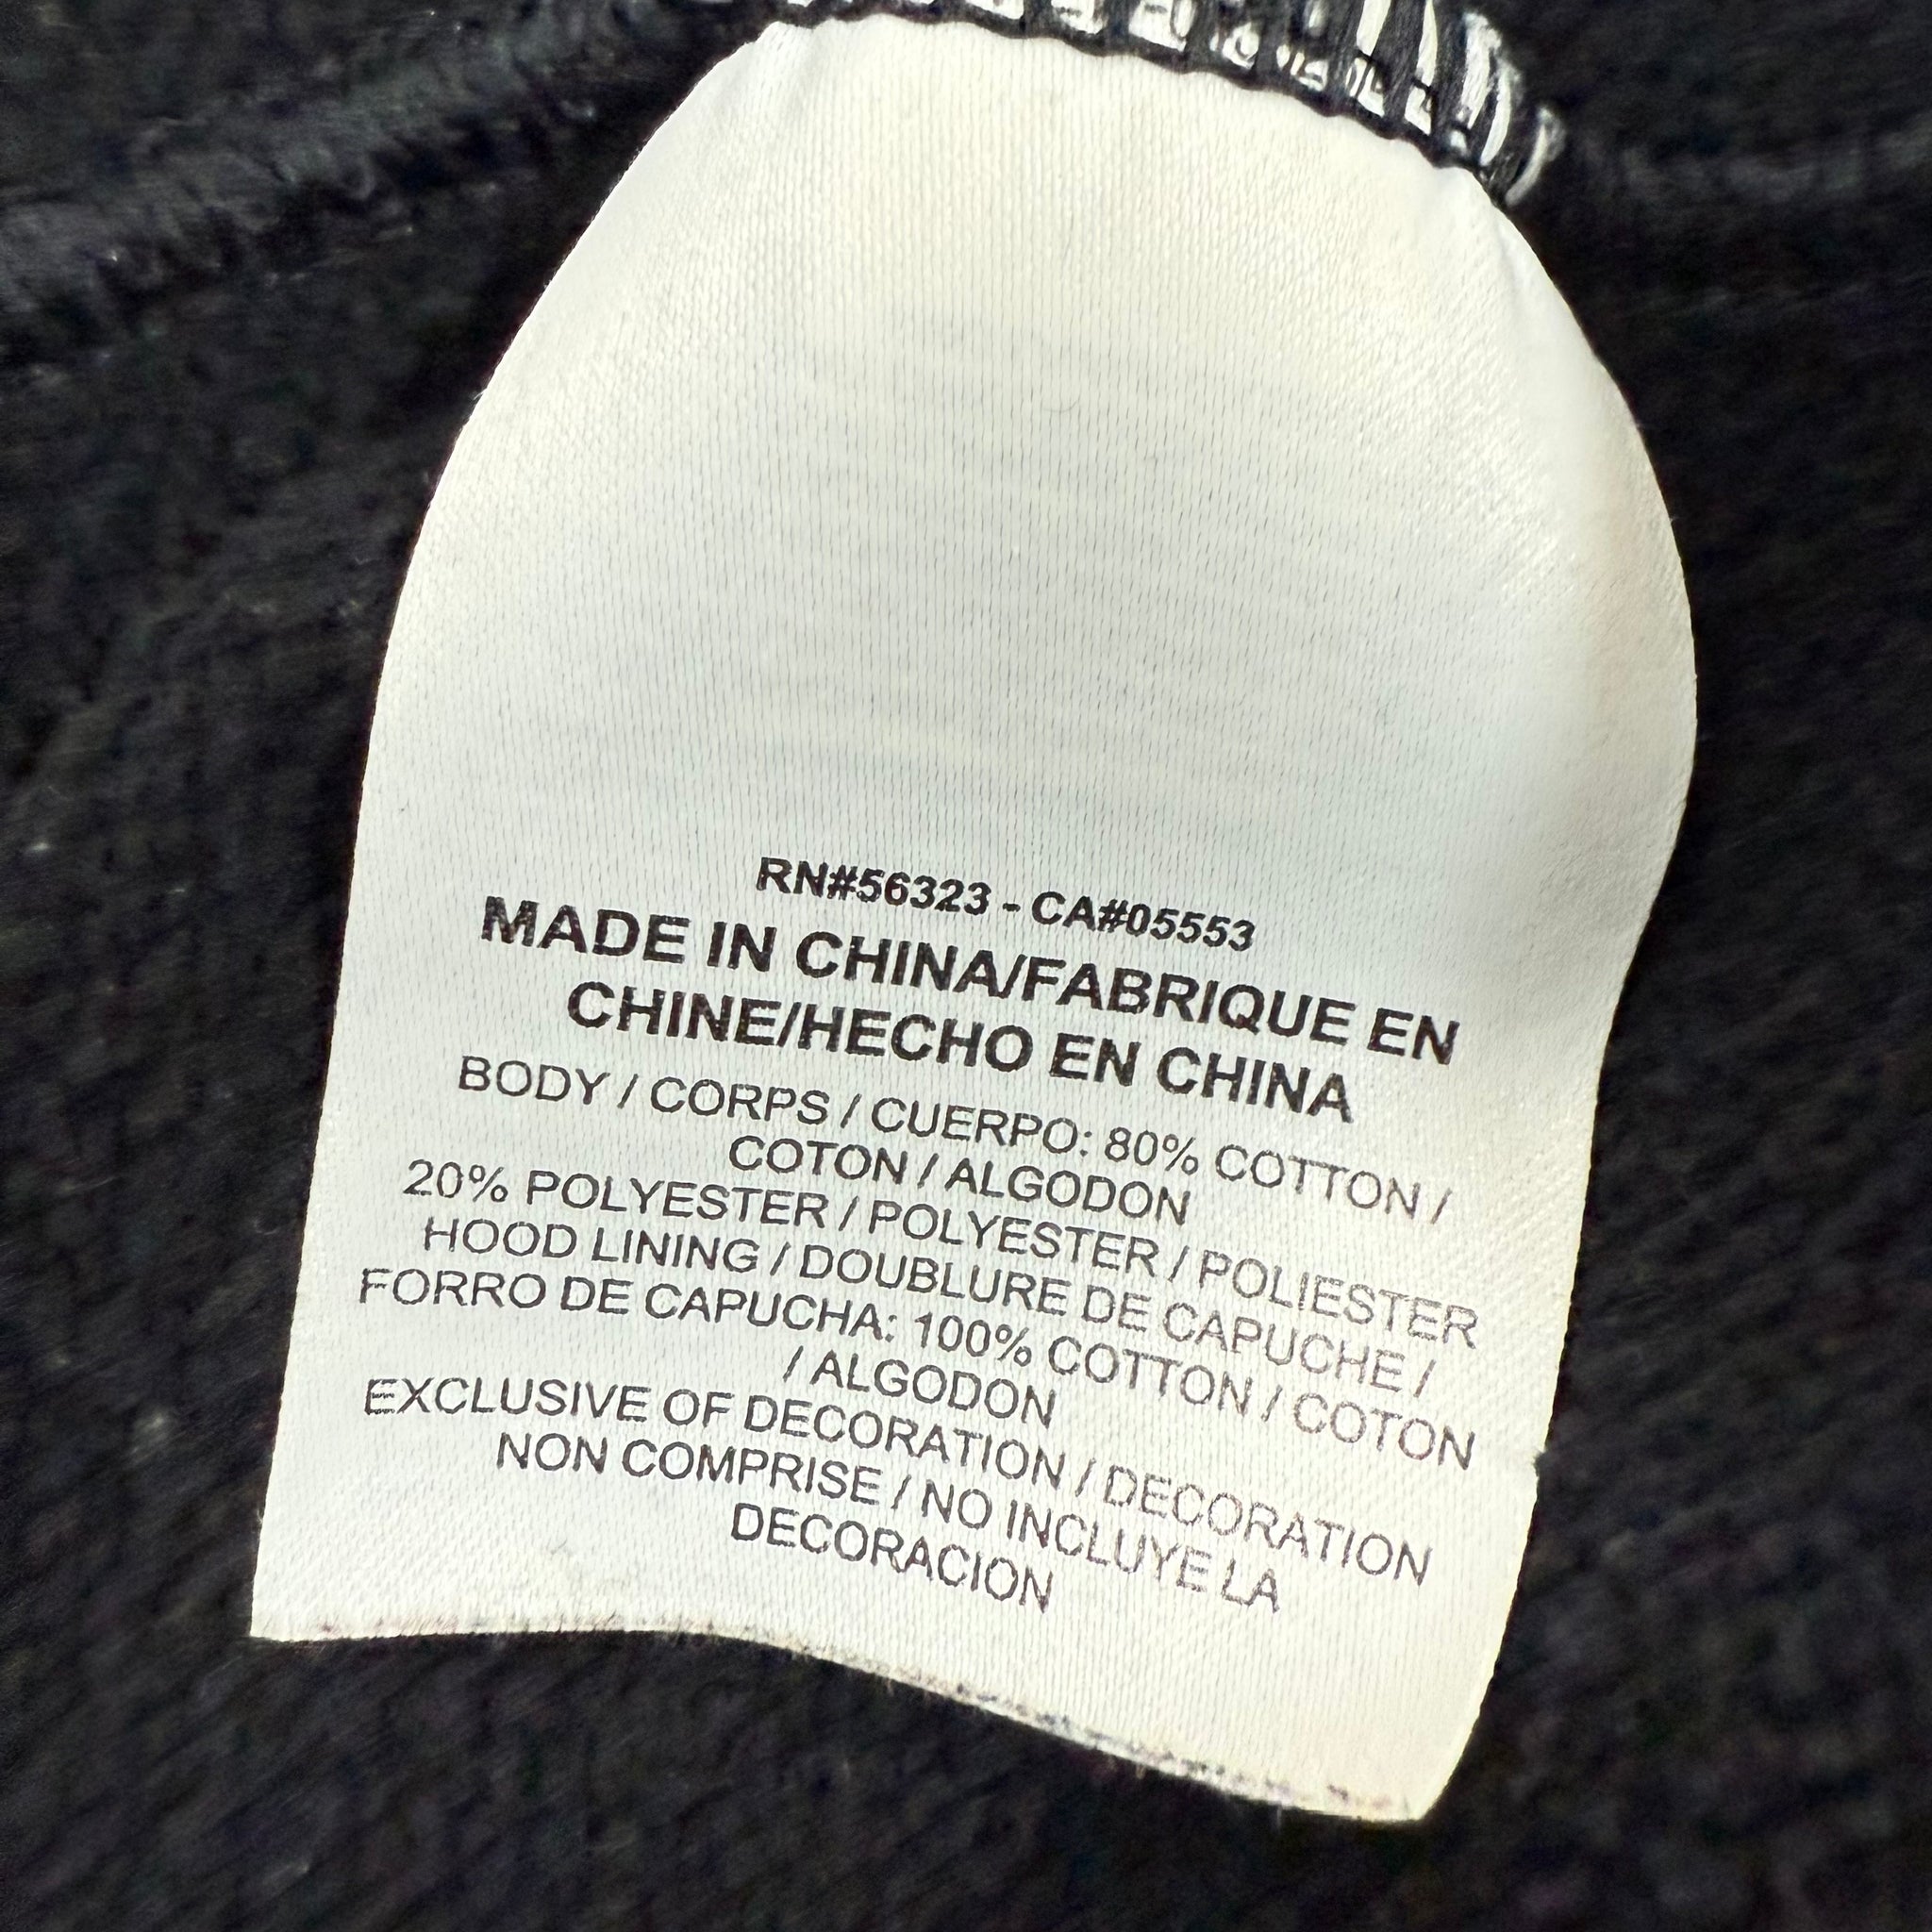 RN#56323 - CA#05553
MADE IN CHINA/FABRIQUE EN
CHINE/HECHO EN CHINA
BODY / CORPS / CUERPO: 80% COTTON /
COTON / ALGODON
20% POLYESTER / POLYESTER / POLIESTER
HOOD LINING / DOUBLURE DE CAPUCHE /
FORRO DE CAPUCHA: 100% COTTON / COTON
/ ALGODON
EXCLUSIVE OF DECORATION / DECORATION
NON COMPRISE / NO INCLUYE LA
DECORACION